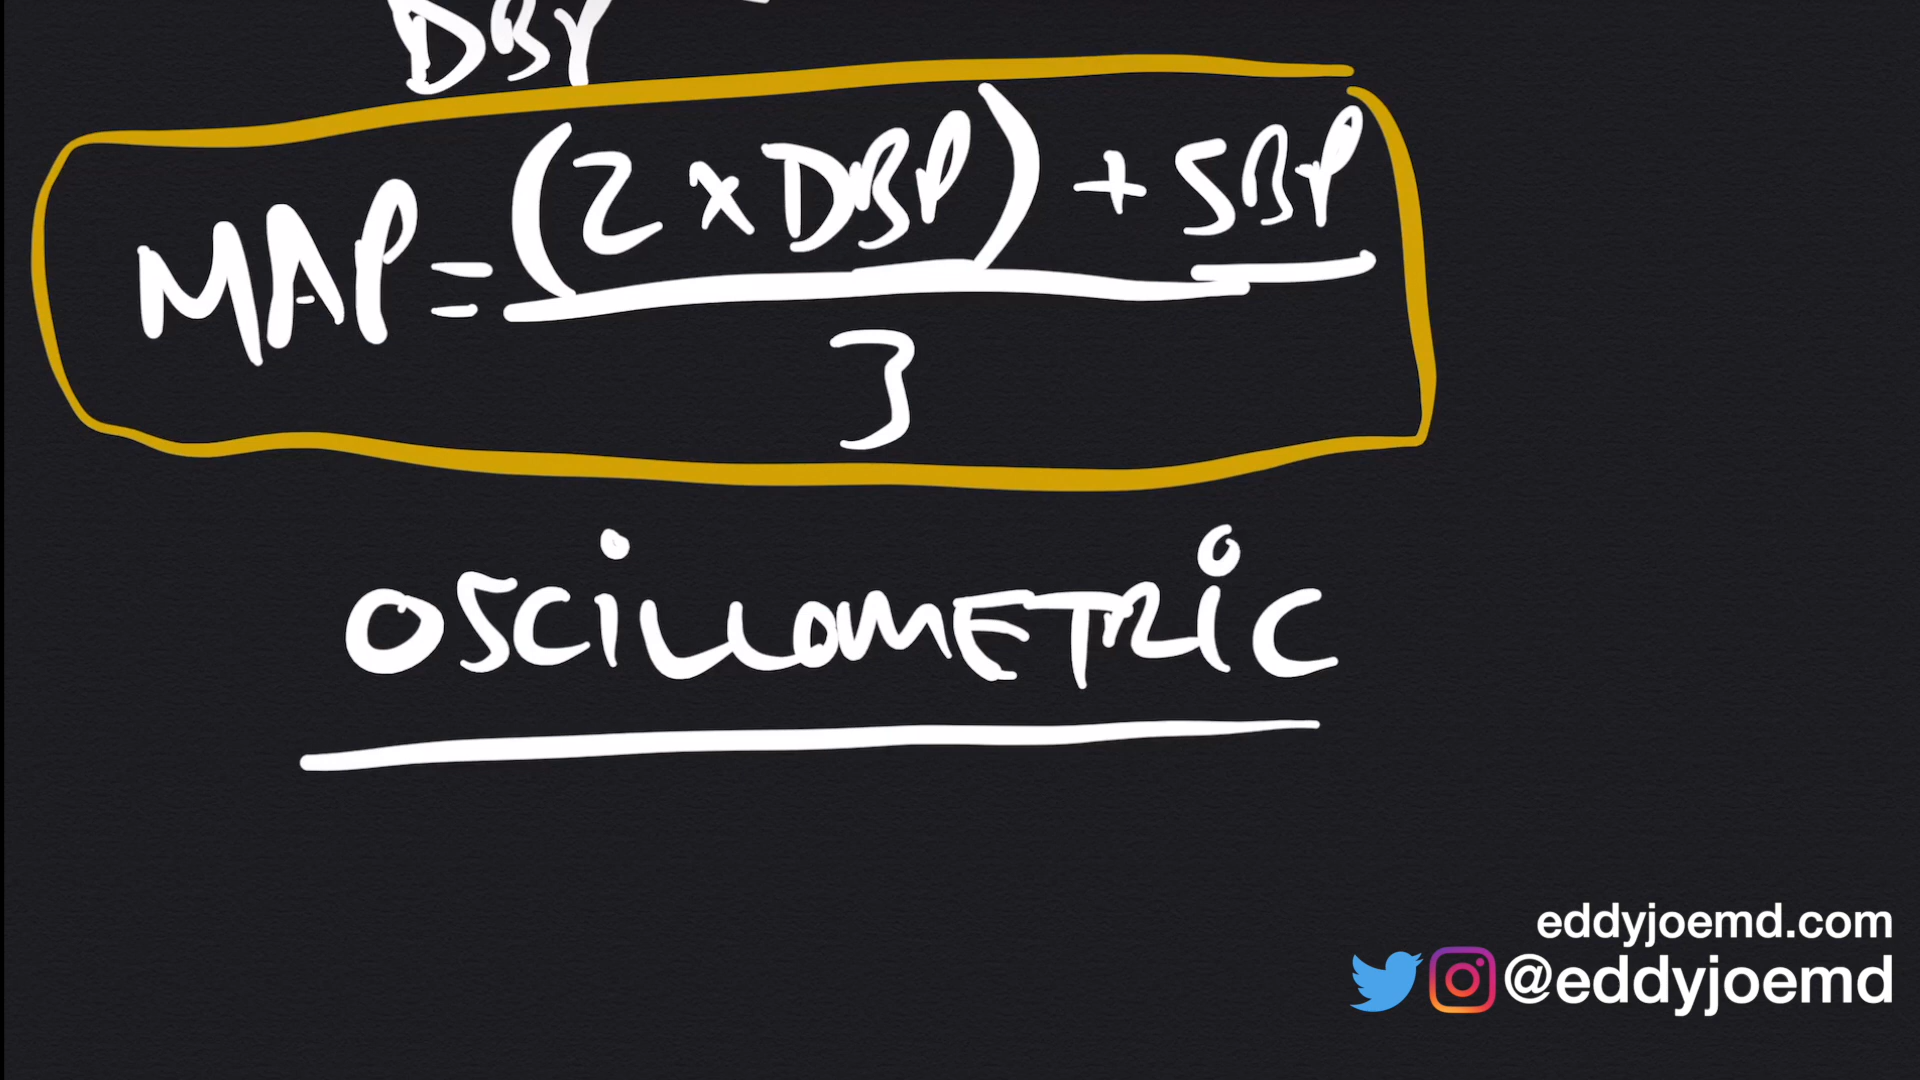 DBP
MAP = (2 x DBP) + SBP
3
OSCiLLOMETRiC
eddyjoemd.com
@eddyjoemd